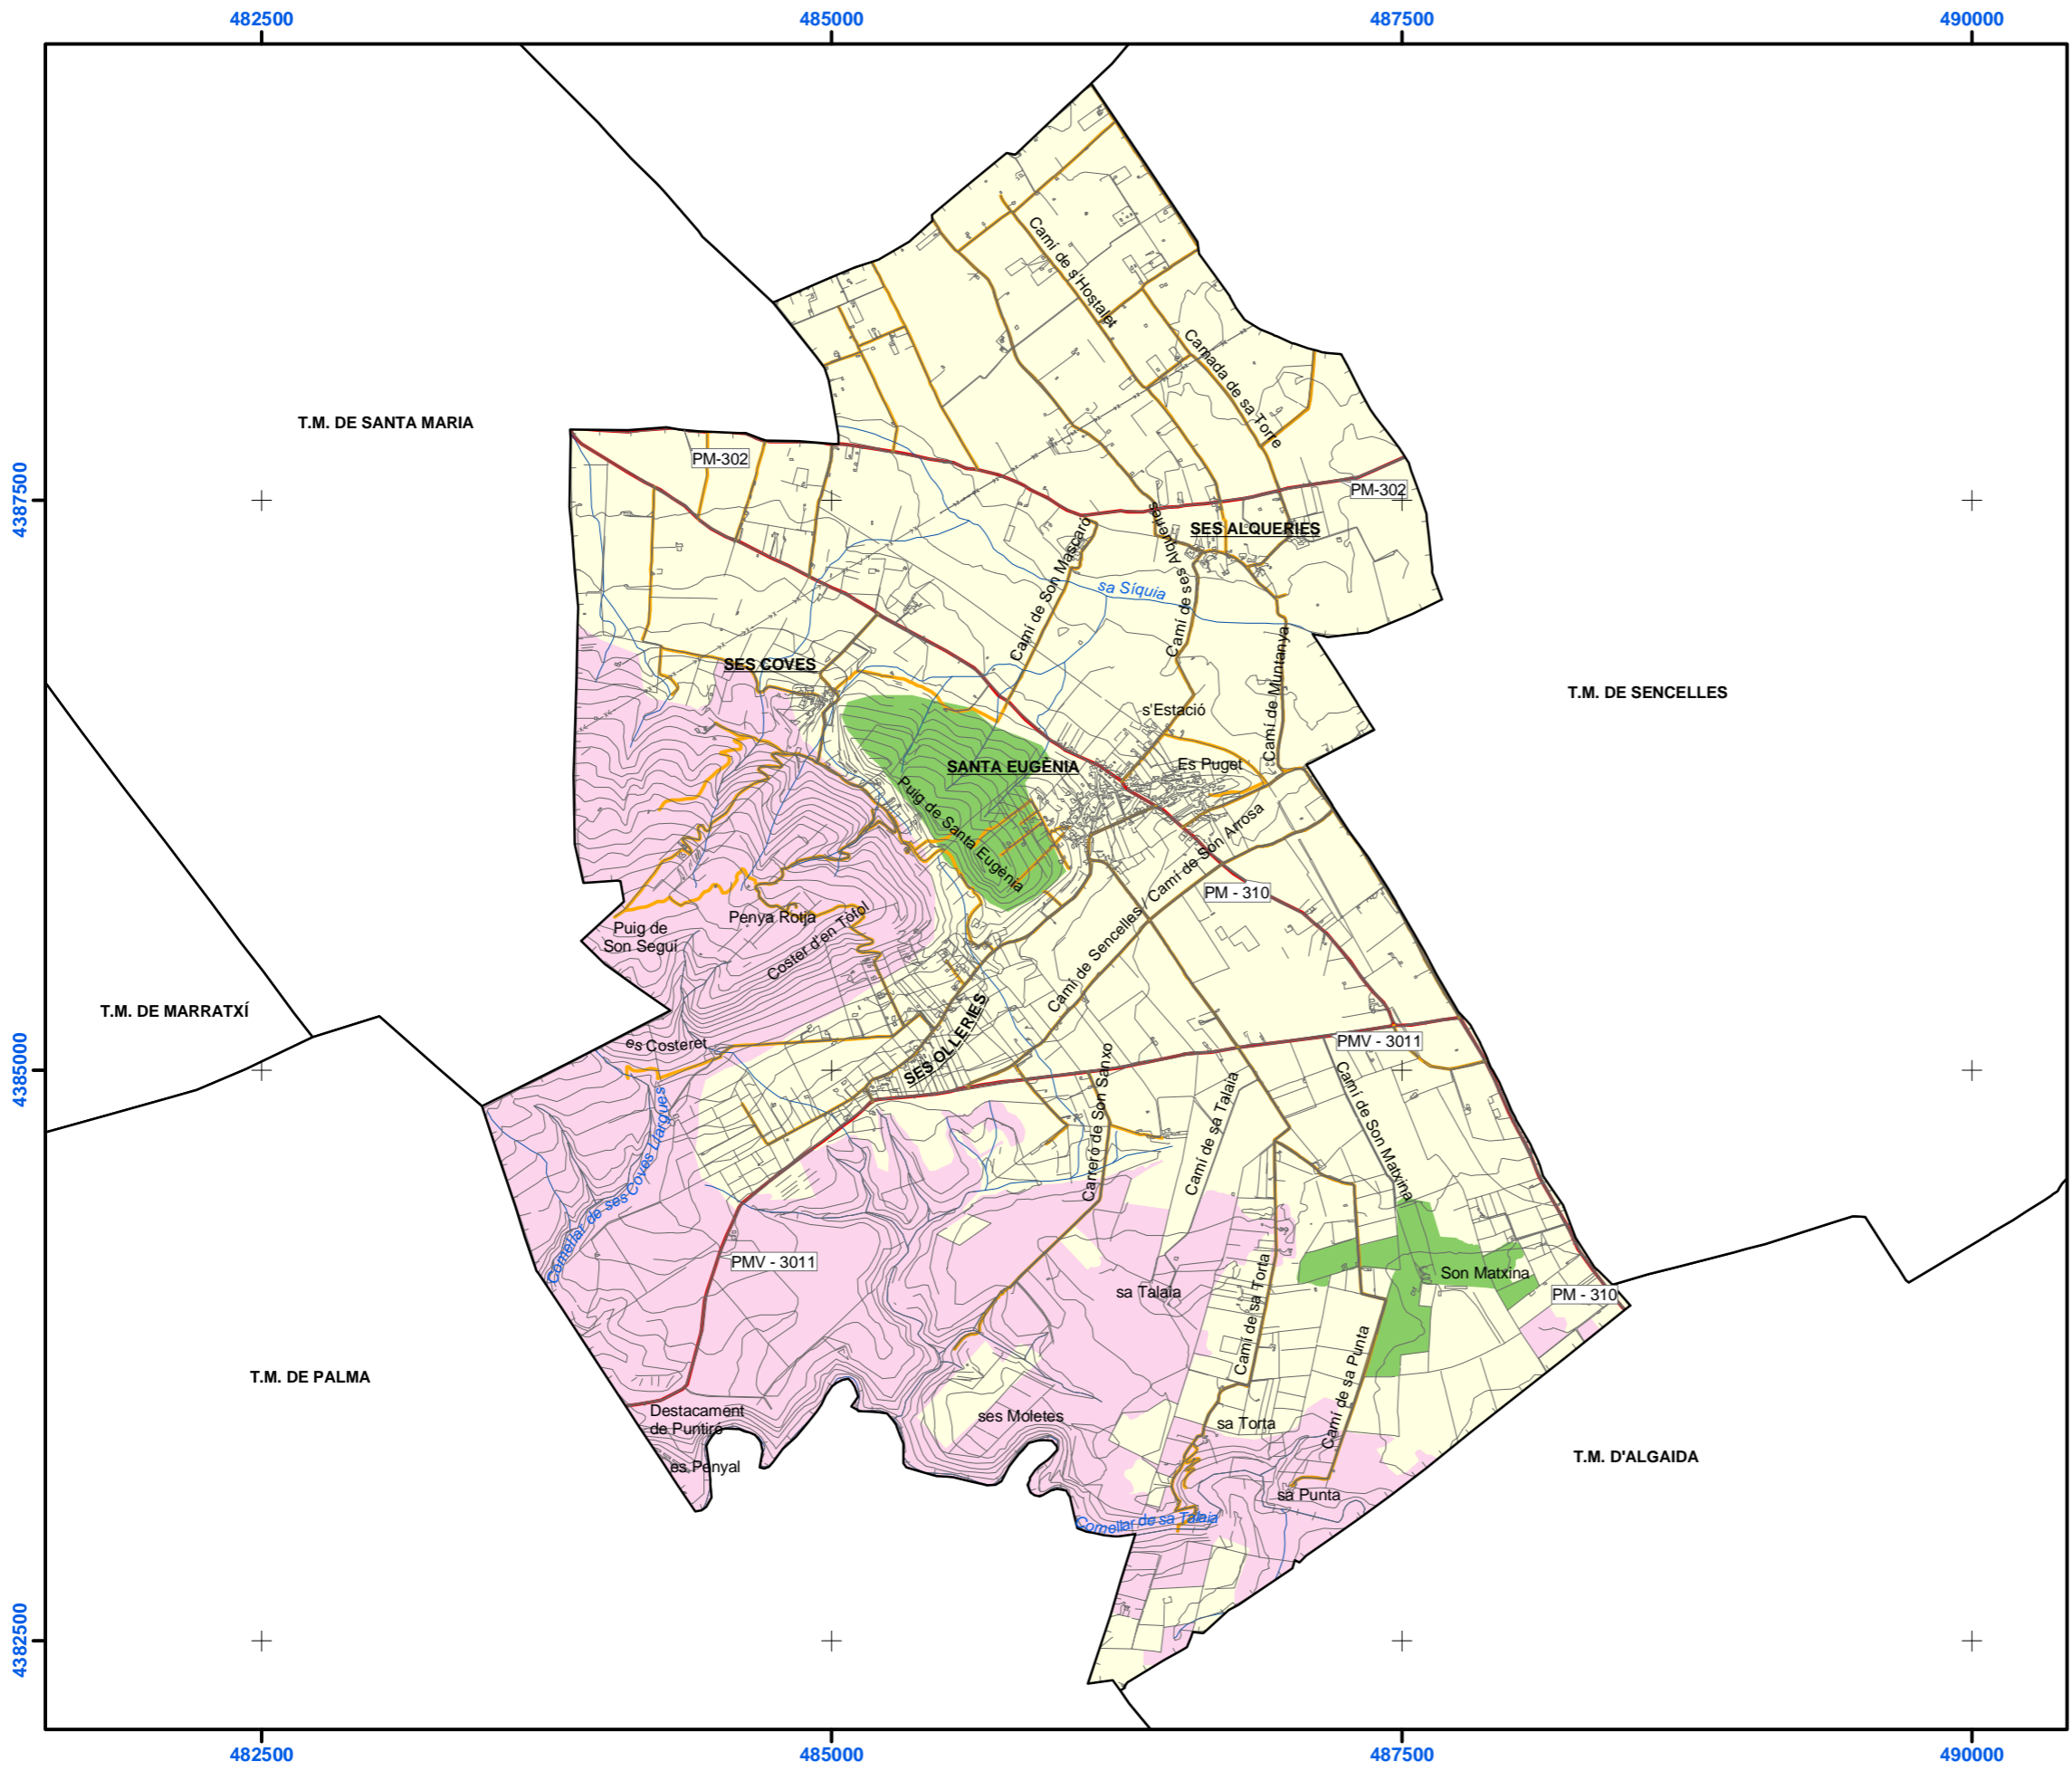 482500
485000
487500
490000
Camí de s'Hostalet
Camada de sa Torre
T.M. DE SANTA MARIA
PM-302
4387500
PM-302
SES ALQUERIES
Camí de Son Mascaró
Camí de ses Alqueries
sa Síquia
SES COVES
Camí de Muntanya
T.M. DE SENCELLES
s'Estació
SANTA EUGÈNIA
Es Puget
Puig de Santa Eugènia
Camí de Sencelles / Camí de Son Arrosa
PM - 310
Penya Rotja
Puig de
Son Seguí
Coster d'en Tòfol
T.M. DE MARRATXÍ
SES OLLERIES
es Costeret
PMV - 3011
4385000
Carreró de Son Sanxo
Camí de sa Talaia
Camí de Son Matxina
Comellar de ses Coves Llargues
PMV - 3011
Son Matxina
sa Talaia
PM - 310
Camí de sa Torta
Camí de sa Punta
T.M. DE PALMA
Destacament
de Puntiró
ses Moletes
sa Torta
T.M. D'ALGAIDA
es Penyal
sa Punta
Comellar de sa Talaia
4382500
482500
485000
487500
490000